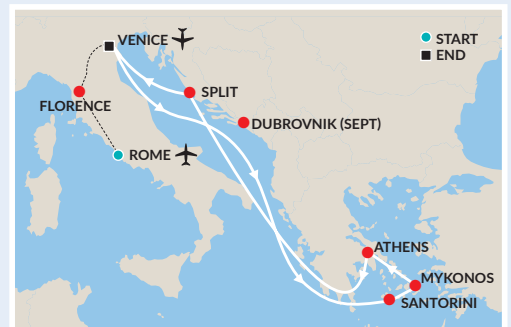 VENICE
START
END
FLORENCE
SPLIT
DUBROVNIK (SEPT)
ROME
ATHENS
MYKONOS
SANTORINI